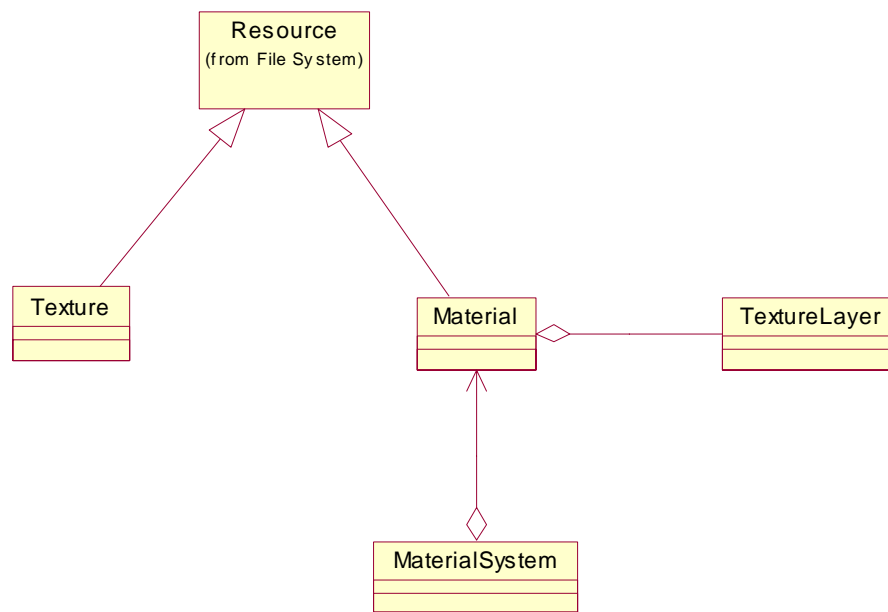 Resource
(from File System)
Texture
Material
TextureLayer
MaterialSystem